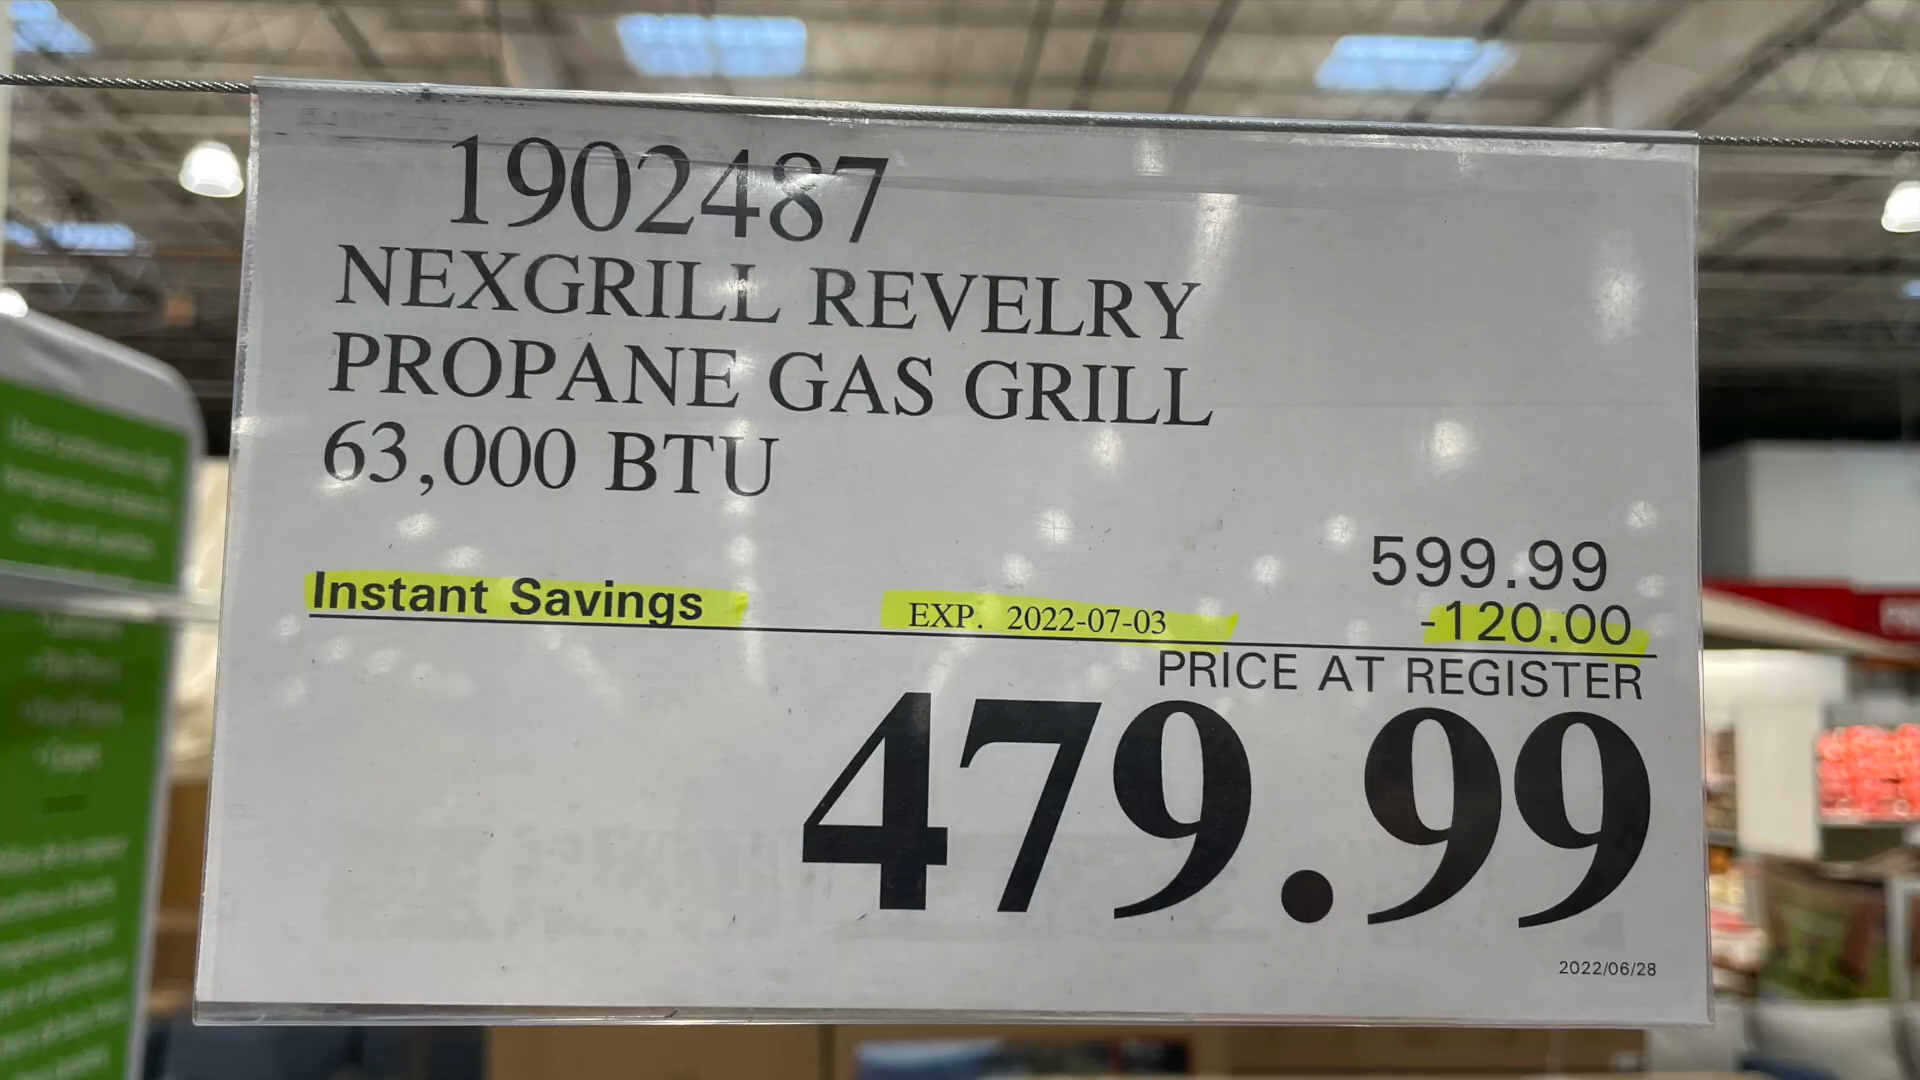 1902487
NEXGRILL REVELRY
PROPANE GAS GRILL
63,000 BTU
599.99
Instant Savings EXP. 2022-07-03 -120.00
PRICE AT REGISTER
479.99
2022/06/28